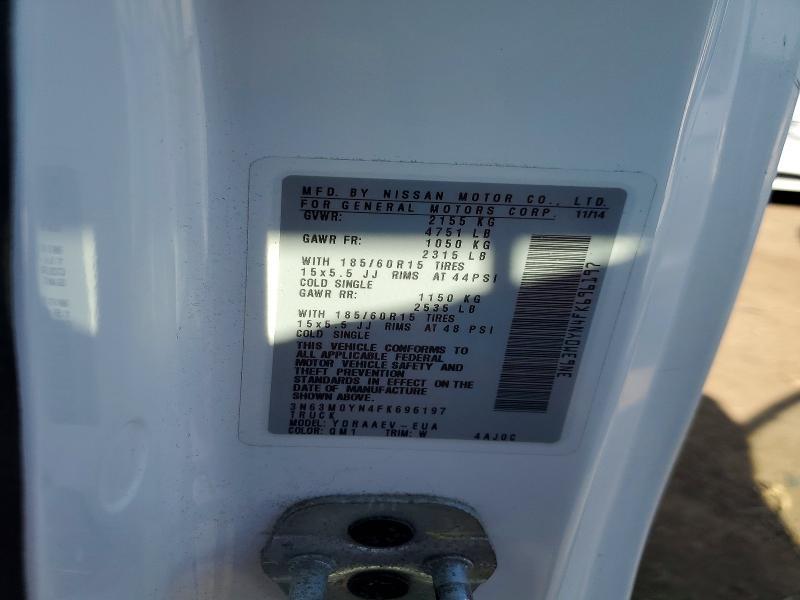 MFD. BY NISSAN MOTOR CO., LTD.
FOR GENERAL MOTORS CORP. 11/14
GVWR: 2155 KG
4751 LB
GAWR FR: 1050 KG
2315 LB
WITH 185/60R15 TIRES
15x5.5 JJ RIMS AT 44PSI
COLD SINGLE
GAWR RR: 1150 KG
2535 LB
WITH 185/60R15 TIRES
15x5.5 JJ RIMS AT 48 PSI
COLD SINGLE
THIS VEHICLE CONFORMS TO
ALL APPLICABLE FEDERAL
MOTOR VEHICLE SAFETY AND
THEFT PREVENTION
STANDARDS IN EFFECT ON THE
DATE OF MANUFACTURE
SHOWN ABOVE.
3N63M0YN4FK696197
TRUCK
MODEL: YDRAAEV-EUA
COLOR: QM1 TRIM: W 4AJ0C
3N63M0YN4FK696197